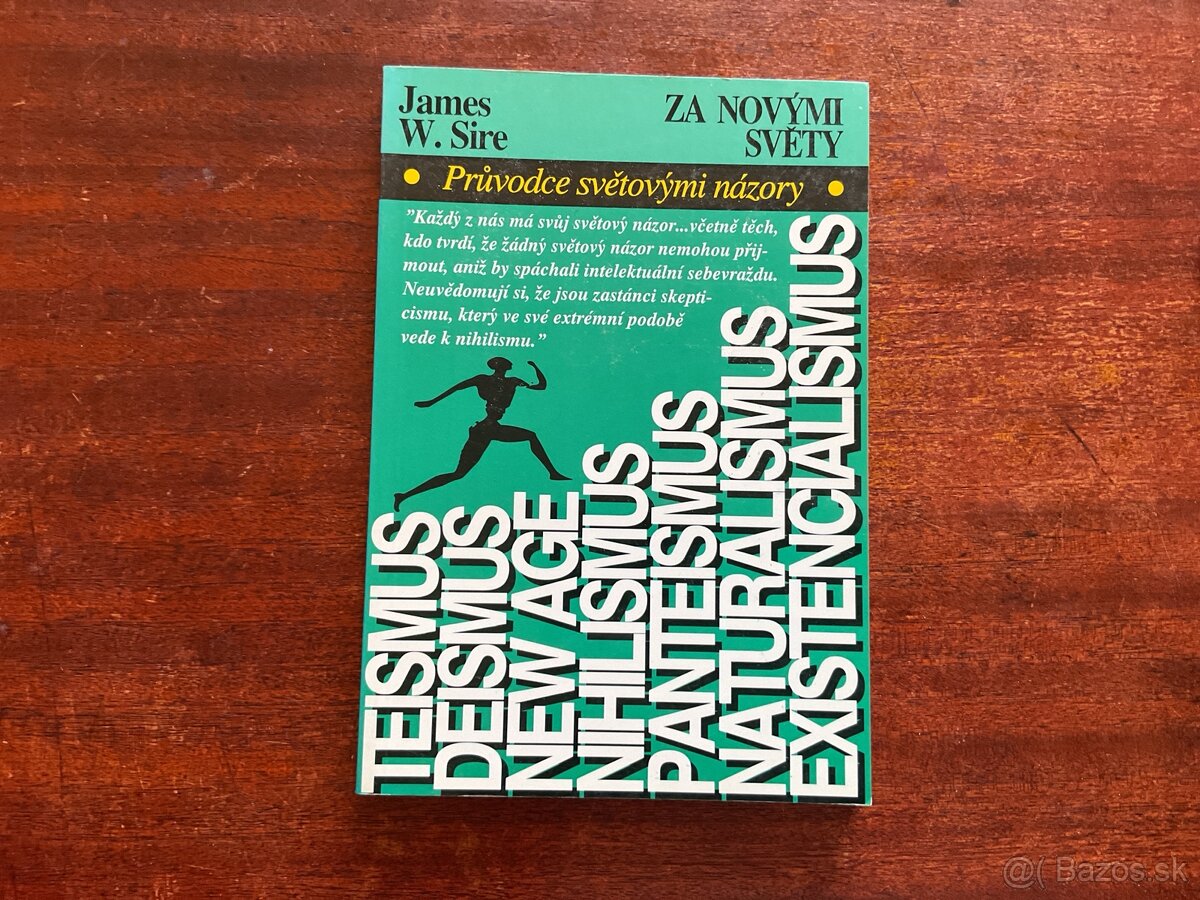 James
W. Sire
ZA NOVÝMI
SVĚTY
Průvodce světovými názory
"Každý z nás má svůj světový názor...včetně těch,
kdo tvrdí, že žádný světový názor nemohou přij-
mout, aniž by spáchali intelektuální sebevraždu.
Neuvědomují si, že jsou zastánci skepti-
cismu, který ve své extrémní podobě
vede k nihilismu."
TEISMUS
DEISMUS
NEW AGE
NIHILISMUS
PANTEISMUS
NATURALISMUS
EXISTENCIALISMUS
@( Bazos.sk